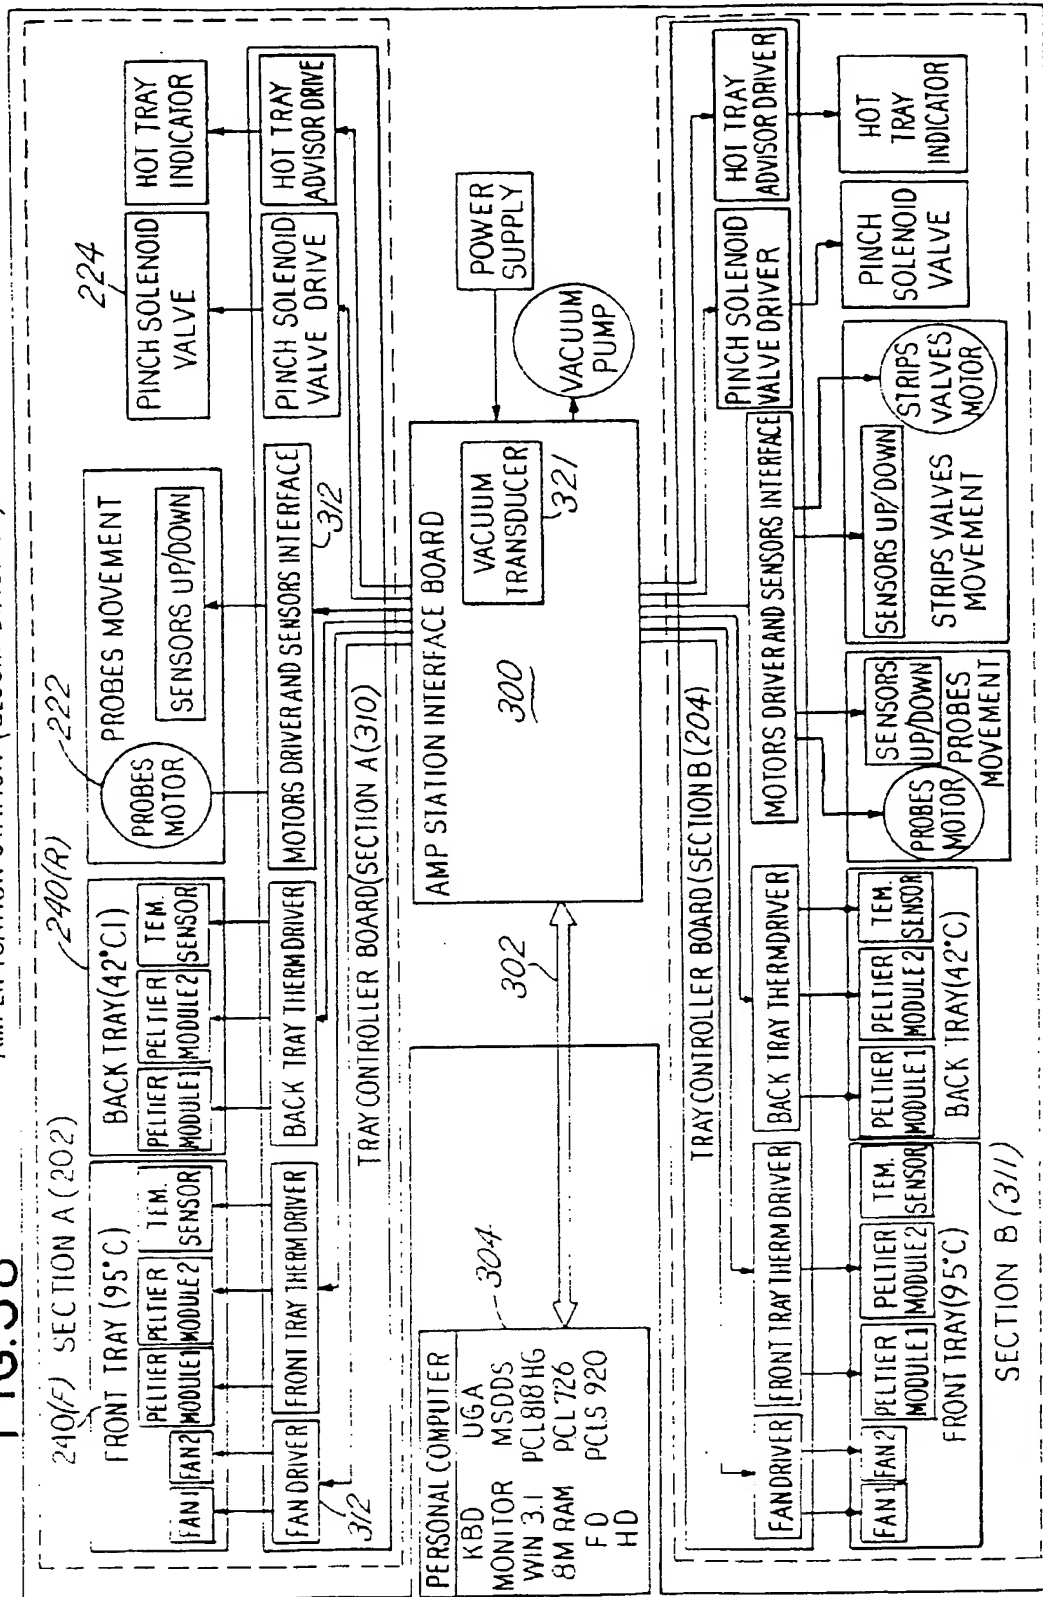 FIG.38
AMPLIFICATION STATION
240(F)
SECTION A (202)
FRONT TRAY (95°C)
FAN1
FAN2
PELTIER
MODULE1
PELTIER
MODULE2
TEM.
SENSOR
240(R)
BACK TRAY(42°C)
PELTIER
MODULE1
PELTIER
MODULE2
TEM.
SENSOR
222
PROBES
MOTOR
PROBES MOVEMENT
SENSORS UP/DOWN
224
PINCH SOLENOID
VALVE
HOT TRAY
INDICATOR
FAN DRIVER
312
FRONT TRAY THERM DRIVER
BACK TRAY THERMDRIVER
MOTORS DRIVER AND SENSORS INTERFACE
312
PINCH SOLENOID
VALVE DRIVE
HOT TRAY
ADVISOR DRIVE
TRAY CONTROLLER BOARD(SECTION A(310)
PERSONAL COMPUTER
304
KBD UGA
MONITOR MSDDS
WIN 3.1 PCL818HG
8M RAM PCL726
FD PCLS 920
HD
302
AMP STATION INTERFACE BOARD
300
VACUUM
TRANSDUCER
321
POWER
SUPPLY
VACUUM
PUMP
TRAY CONTROLLER BOARD(SECTIONB(204)
FANDRIVER
FRONT TRAY THERM DRIVER
BACK TRAY THERMDRIVER
MOTORS DRIVER AND SENSORS INTERFACE
PINCH SOLENOID
VALVE DRIVER
HOT TRAY
ADVISOR DRIVER
FAN1
FAN2
PELTIER
MODULE1
PELTIER
MODULE2
TEM.
SENSOR
FRONT TRAY(95°C)
PELTIER
MODULE1
PELTIER
MODULE2
TEM.
SENSOR
BACK TRAY(42°C)
PROBES
MOTOR
SENSORS
UP/DOWN
PROBES
MOVEMENT
SENSORS UP/DOWN
STRIPS
VALVES
MOTOR
STRIPS VALVES
MOVEMENT
PINCH
SOLENOID
VALVE
HOT
TRAY
INDICATOR
SECTION B (311)